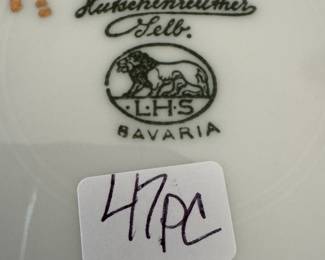 Hutschenreuther
Selb.
·L·H·S·
BAVARIA
47PC